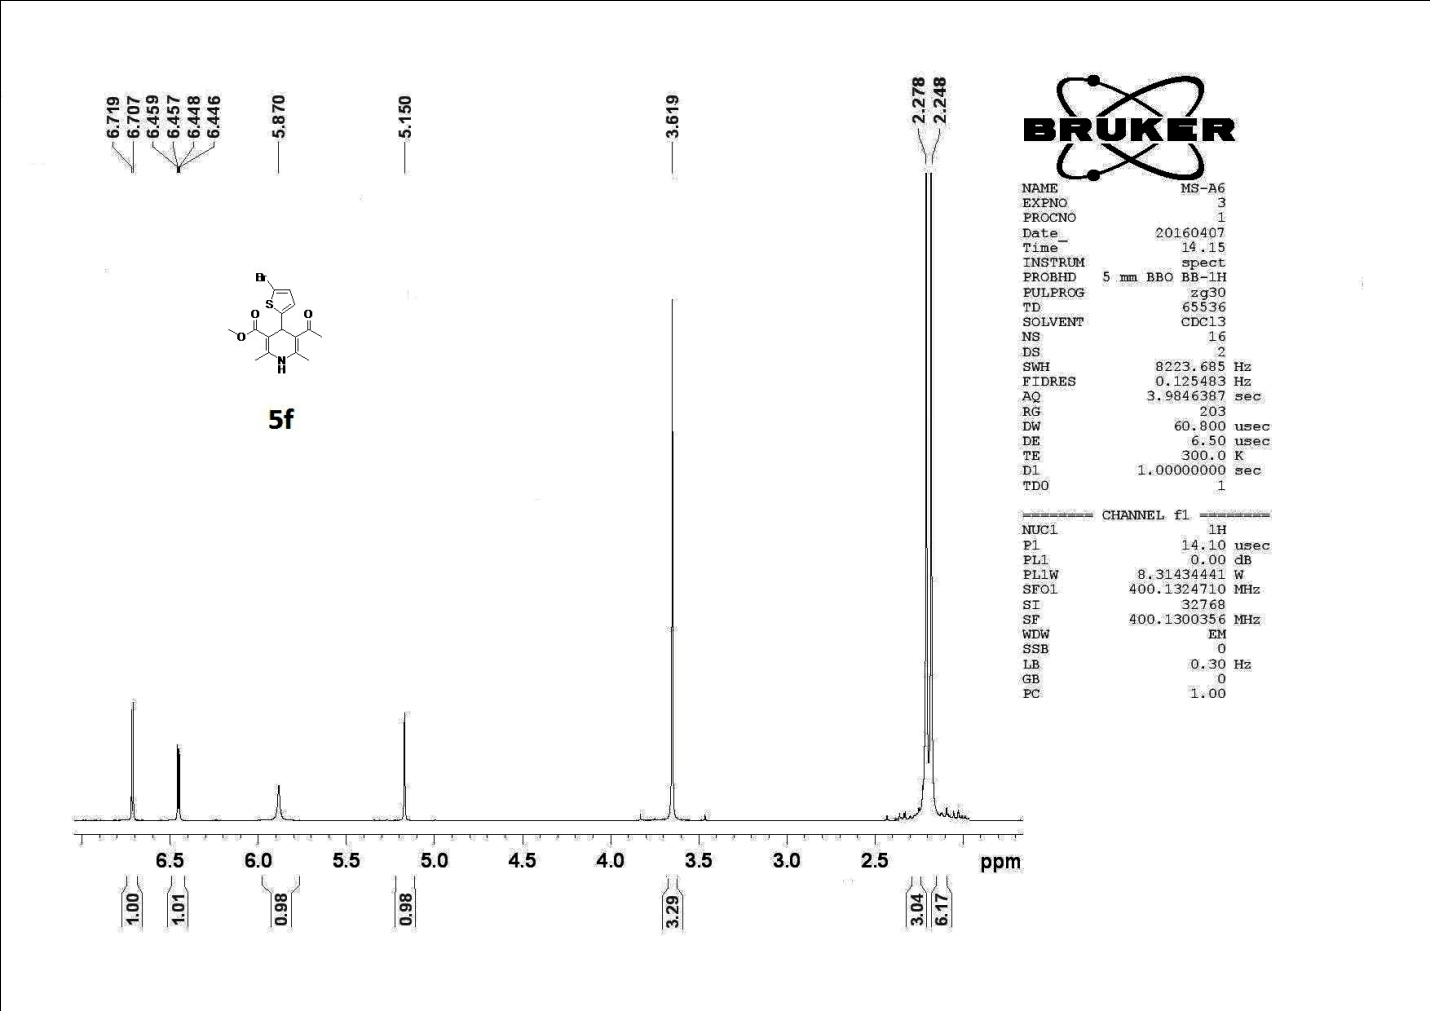 6.719
6.707
6.459
6.457
6.448
6.446
5.870
5.150
3.619
2.278
2.248
BRUKER
NAME MS-A6
EXPNO 3
PROCNO 1
Date_ 20160407
Time 14.15
INSTRUM spect
PROBHD 5 mm BBO BB-1H
PULPROG zg30
TD 65536
SOLVENT CDCl3
NS 16
DS 2
SWH 8223.685 Hz
FIDRES 0.125483 Hz
AQ 3.9846387 sec
RG 203
DW 60.800 usec
DE 6.50 usec
TE 300.0 K
D1 1.00000000 sec
TD0 1
======== CHANNEL f1 ========
NUC1 1H
P1 14.10 usec
PL1 0.00 dB
PL1W 8.31434441 W
SFO1 400.1324710 MHz
SI 32768
SF 400.1300356 MHz
WDW EM
SSB 0
LB 0.30 Hz
GB 0
PC 1.00
Br
S
O O
O
N
H
5f
6.5 6.0 5.5 5.0 4.5 4.0 3.5 3.0 2.5 ppm
1.00
1.01
0.98
0.98
3.29
3.04
6.17